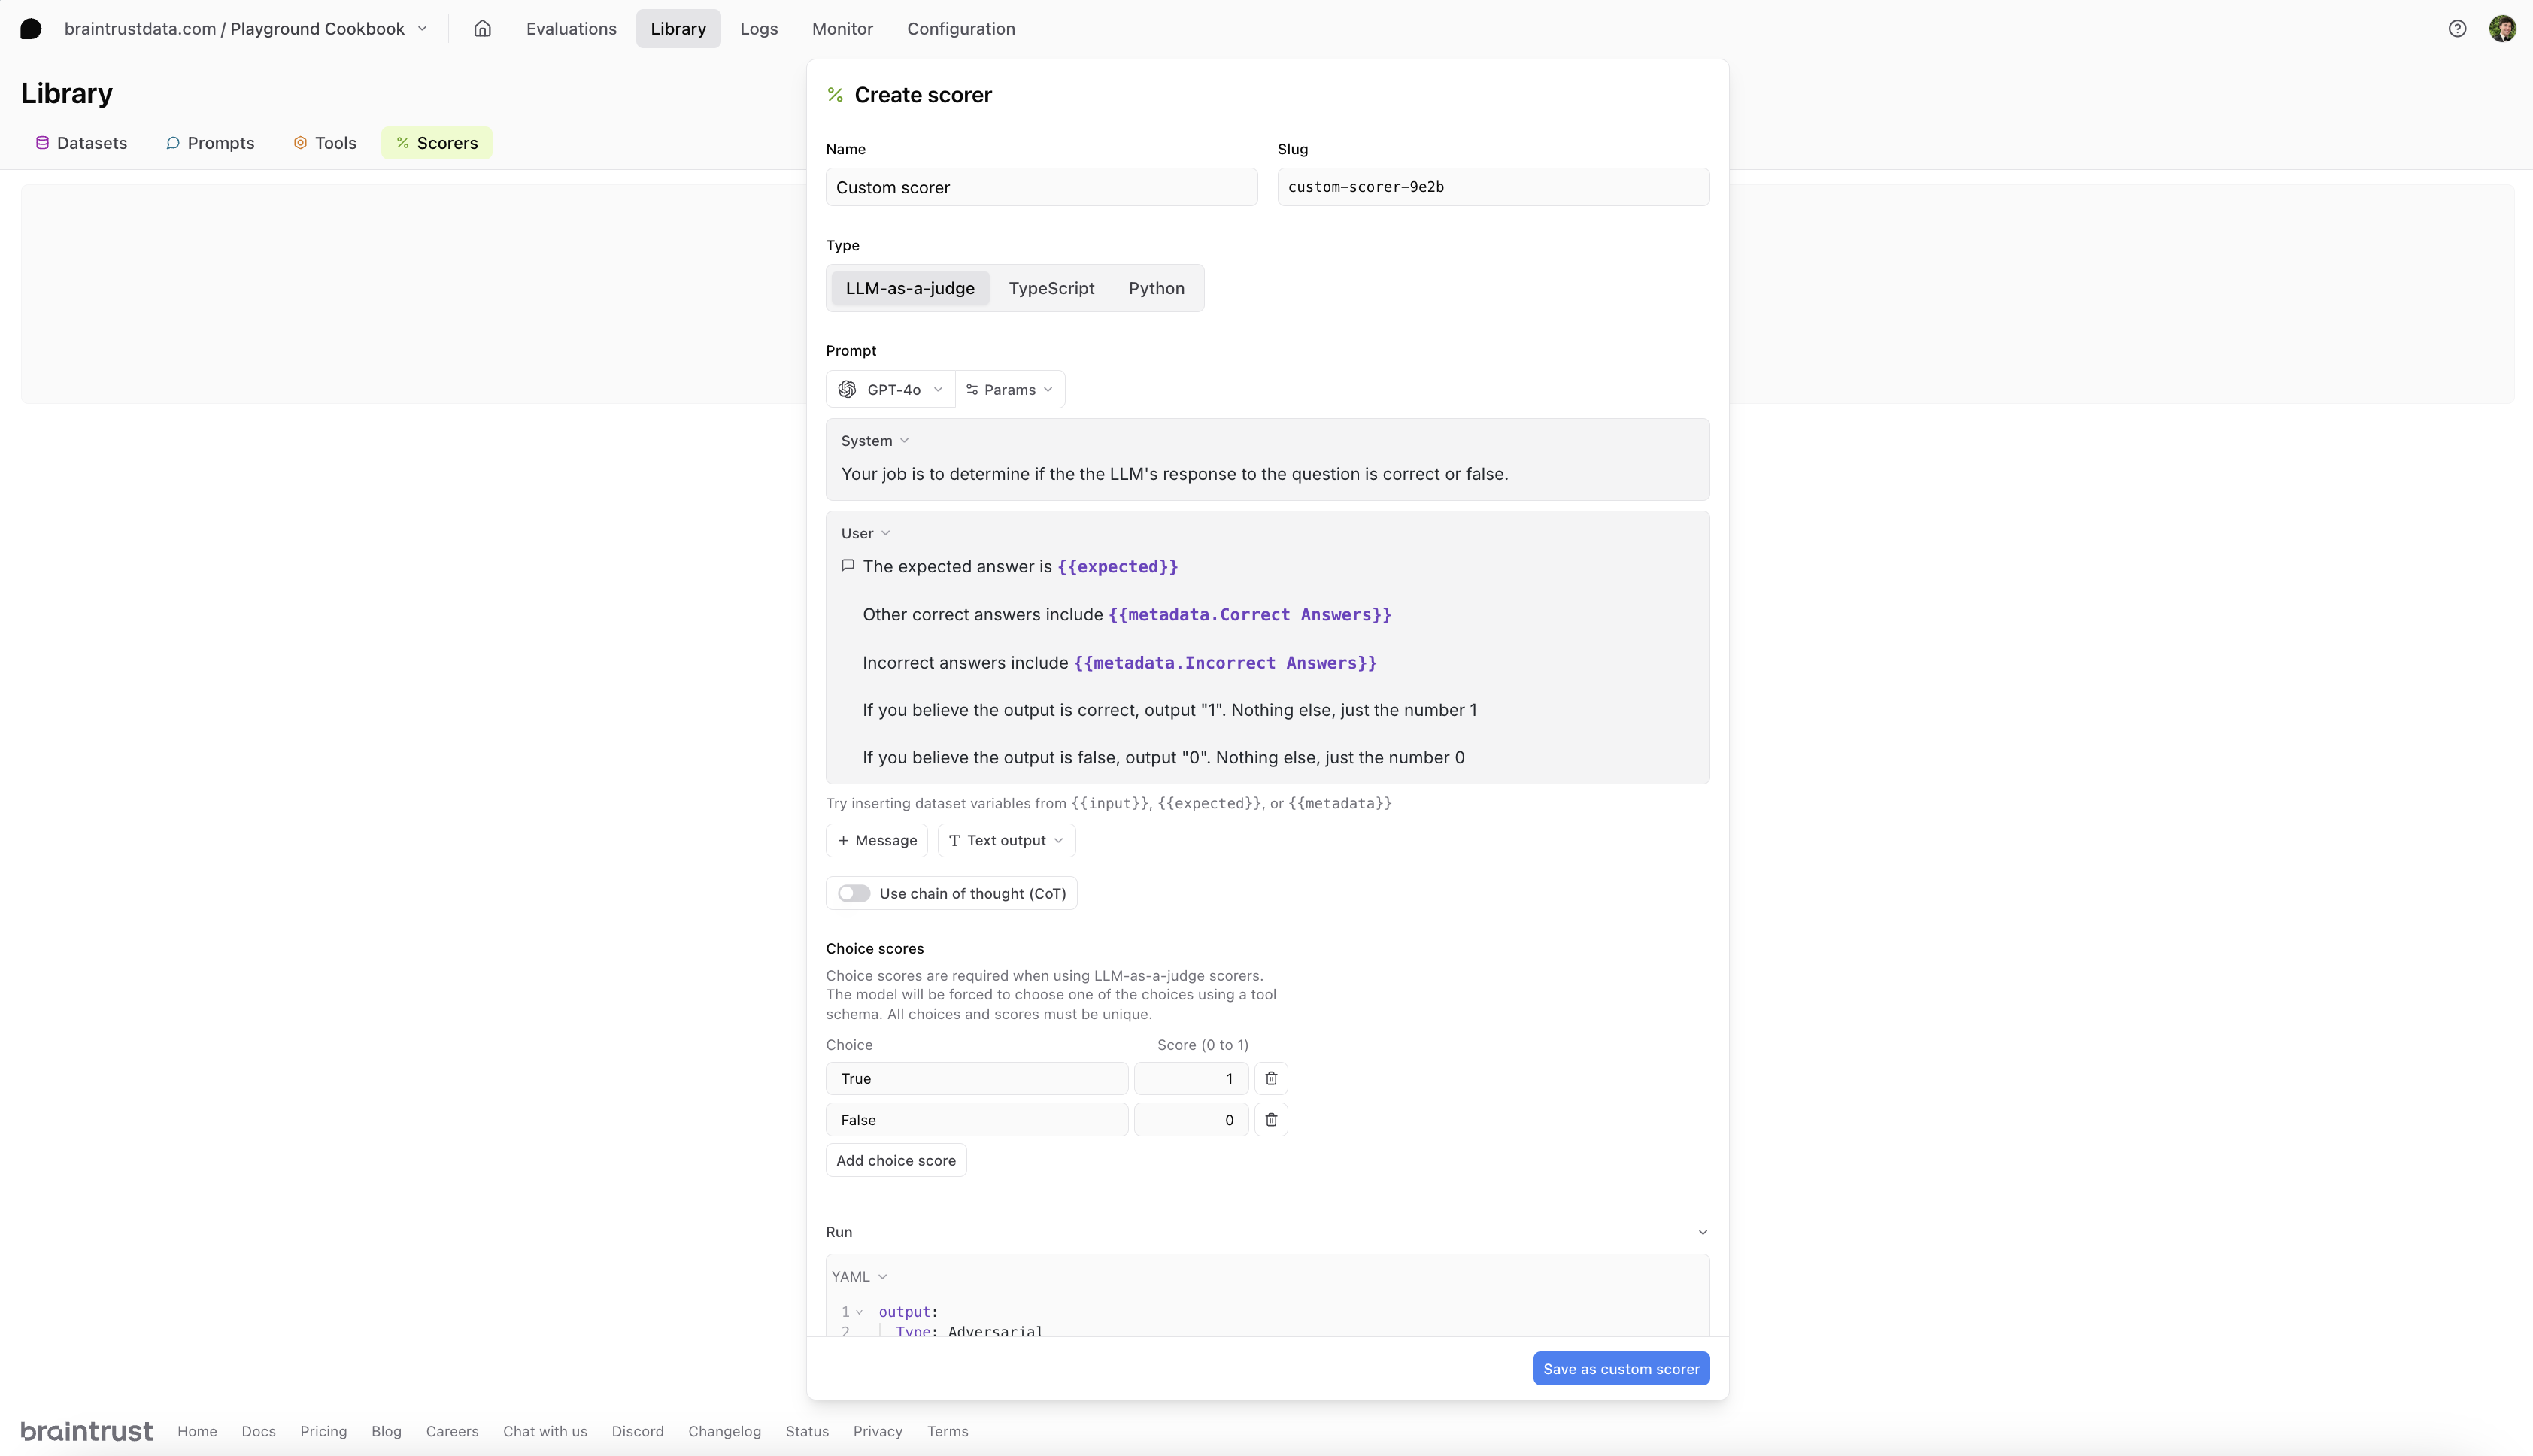 braintrustdata.com / Playground Cookbook
Evaluations
Library
Logs
Monitor
Configuration
Library
Datasets
Prompts
Tools
Scorers
Create scorer
Name
Slug
Custom scorer
custom-scorer-9e2b
Type
LLM-as-a-judge
TypeScript
Python
Prompt
GPT-4o
Params
System
Your job is to determine if the the LLM's response to the question is correct or false.
User
The expected answer is {{expected}}
Other correct answers include {{metadata.Correct Answers}}
Incorrect answers include {{metadata.Incorrect Answers}}
If you believe the output is correct, output "1". Nothing else, just the number 1
If you believe the output is false, output "0". Nothing else, just the number 0
Try inserting dataset variables from {{input}}, {{expected}}, or {{metadata}}
+ Message
Text output
Use chain of thought (CoT)
Choice scores
Choice scores are required when using LLM-as-a-judge scorers.
The model will be forced to choose one of the choices using a tool
schema. All choices and scores must be unique.
Choice
Score (0 to 1)
True
1
False
0
Add choice score
Run
YAML
1 output:
2 Type: Adversarial
Save as custom scorer
braintrust
Home
Docs
Pricing
Blog
Careers
Chat with us
Discord
Changelog
Status
Privacy
Terms